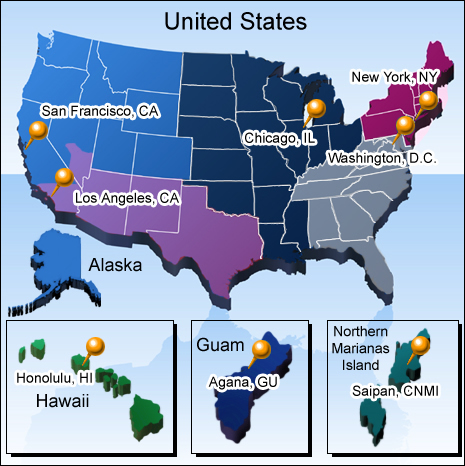 United States
New York, NY
San Francisco, CA
Chicago, IL
Washington, D.C.
Los Angeles, CA
Alaska
Honolulu, HI
Hawaii
Guam
Agana, GU
Northern
Marianas
Island
Saipan, CNMI